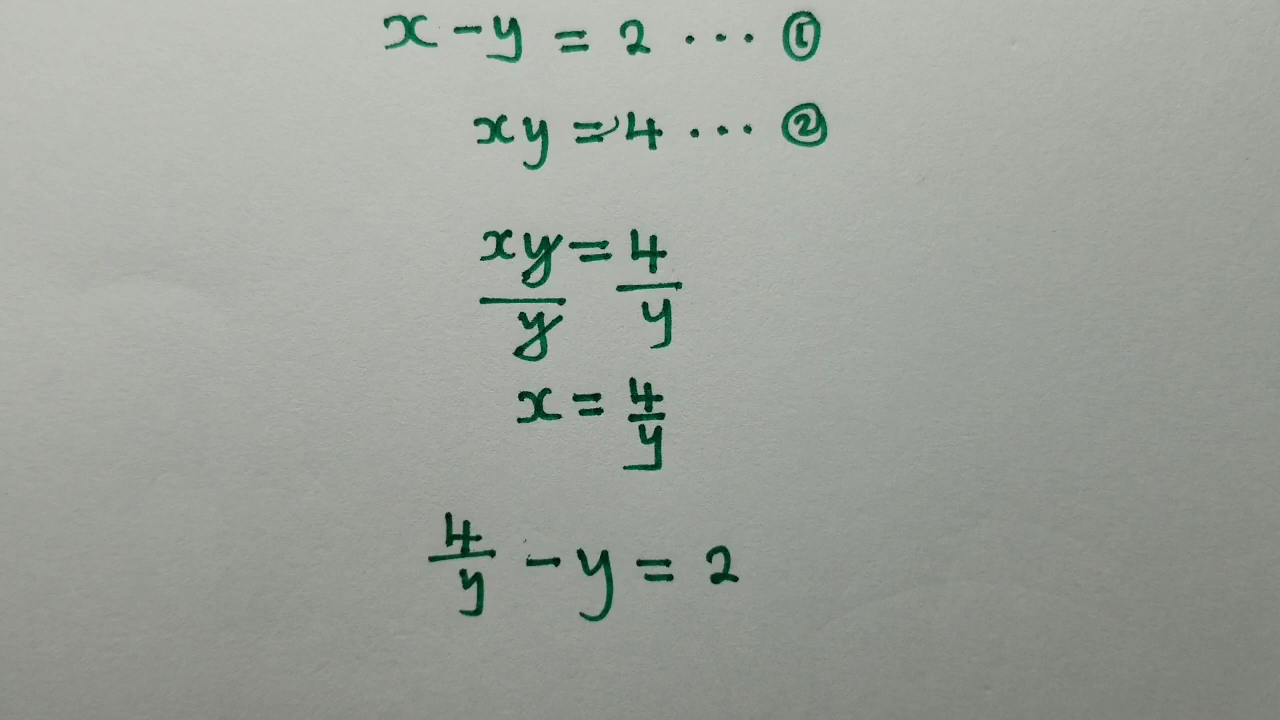 x - y = 2 ... ①
xy = 4 ... ②
xy/y = 4/y
x = 4/y
4/y - y = 2